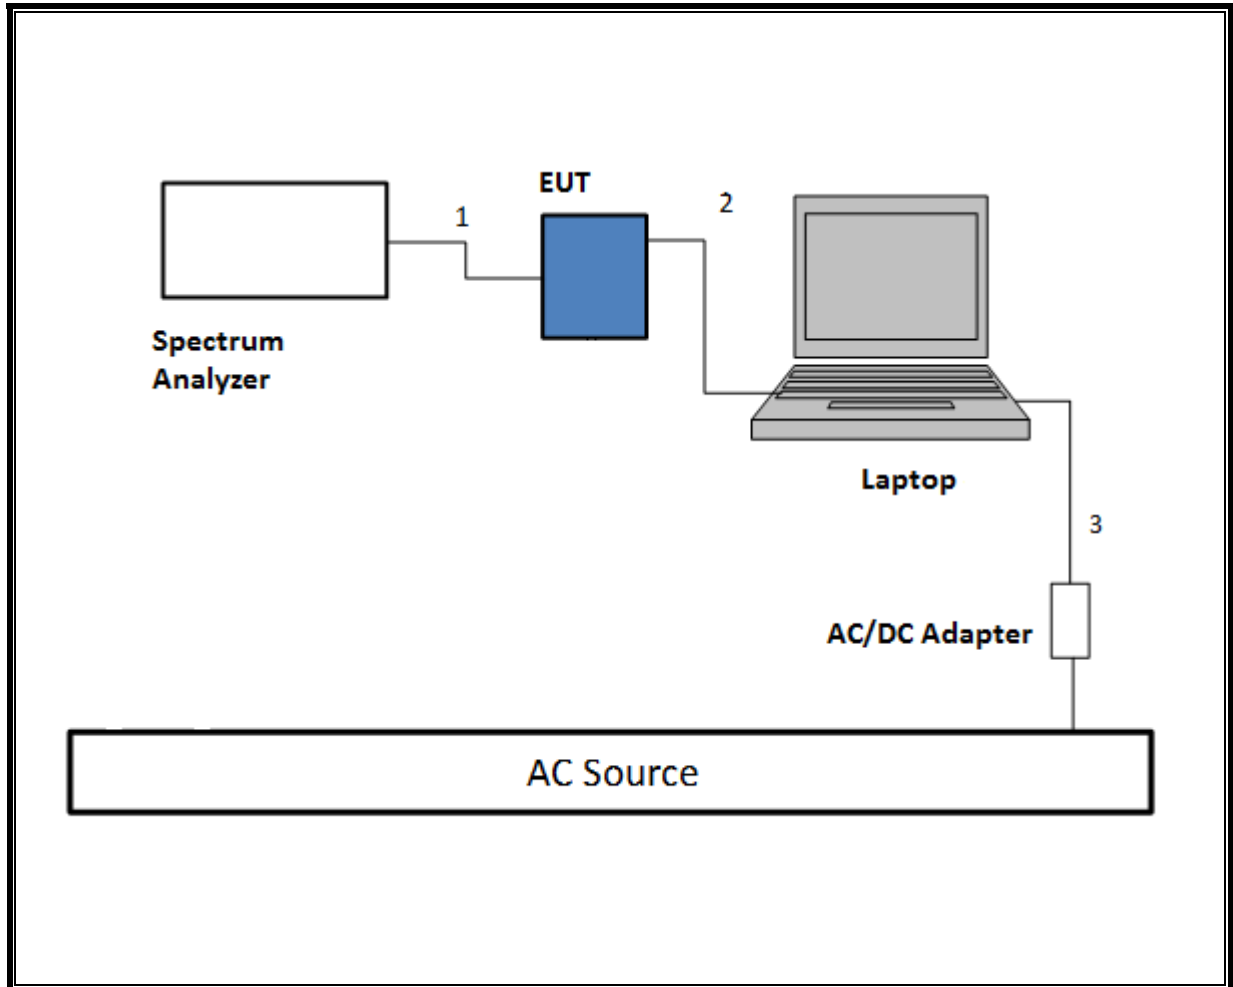 EUT
1
2
Spectrum
Analyzer
Laptop
3
AC/DC Adapter
AC Source